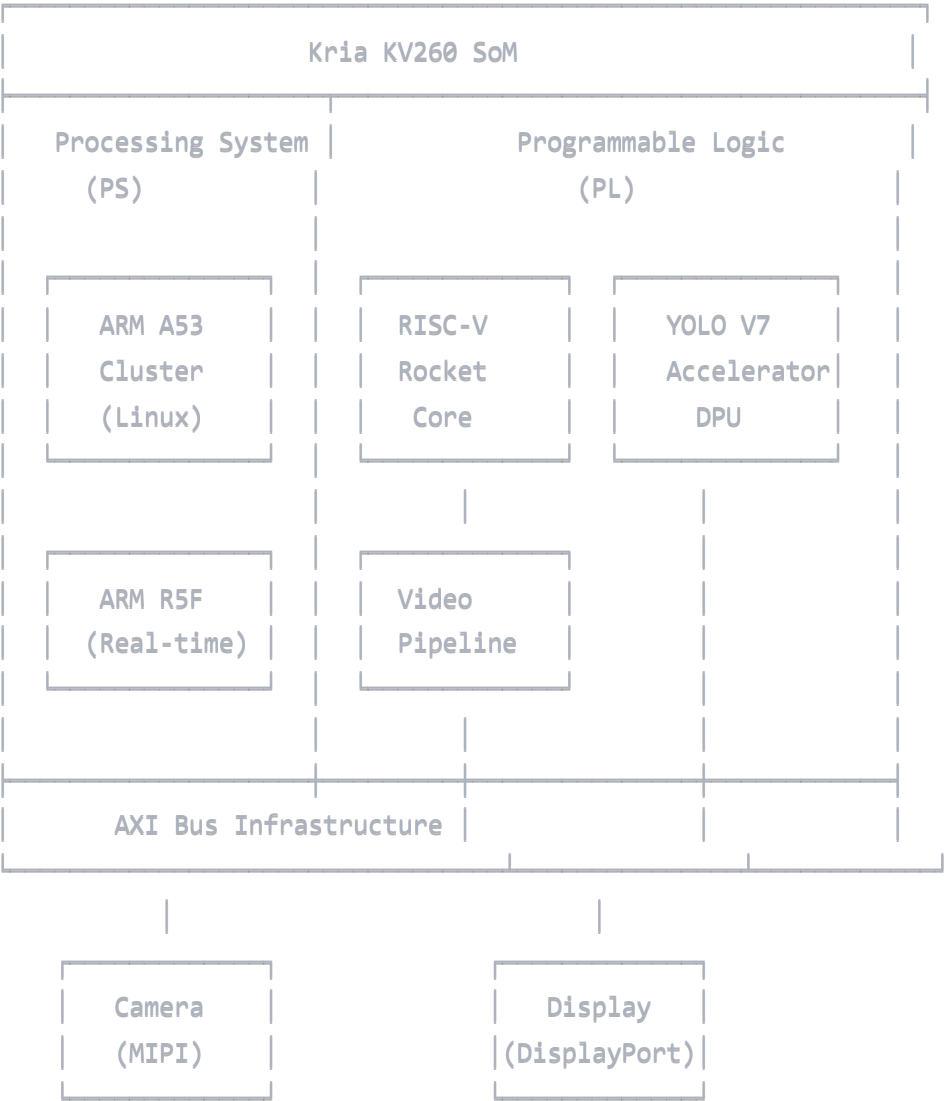 Kria KV260 SoM
Processing System
(PS)
Programmable Logic
(PL)
ARM A53
Cluster
(Linux)
RISC-V
Rocket
Core
YOLO V7
Accelerator
DPU
ARM R5F
(Real-time)
Video
Pipeline
AXI Bus Infrastructure
Camera
(MIPI)
Display
(DisplayPort)